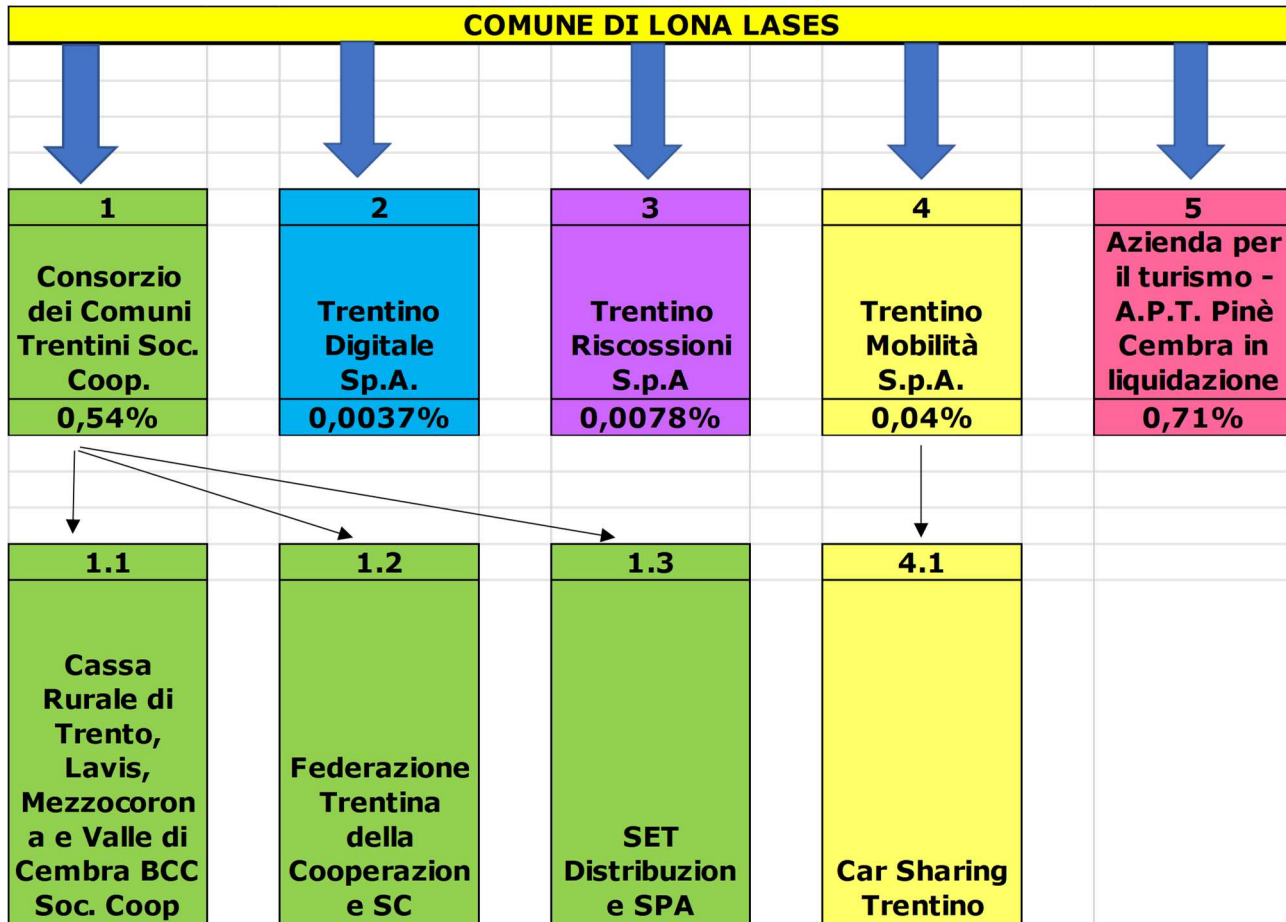 COMUNE DI LONA LASES
1
Consorzio
dei Comuni
Trentini Soc.
Coop.
0,54%
2
Trentino
Digitale
Sp.A.
0,0037%
3
Trentino
Riscossioni
S.p.A
0,0078%
4
Trentino
Mobilità
S.p.A.
0,04%
5
Azienda per
il turismo -
A.P.T. Pinè
Cembra in
liquidazione
0,71%
1.1
Cassa
Rurale di
Trento,
Lavis,
Mezzocoron
a e Valle di
Cembra BCC
Soc. Coop
1.2
Federazione
Trentina
della
Cooperazion
e SC
1.3
SET
Distribuzion
e SPA
4.1
Car Sharing
Trentino